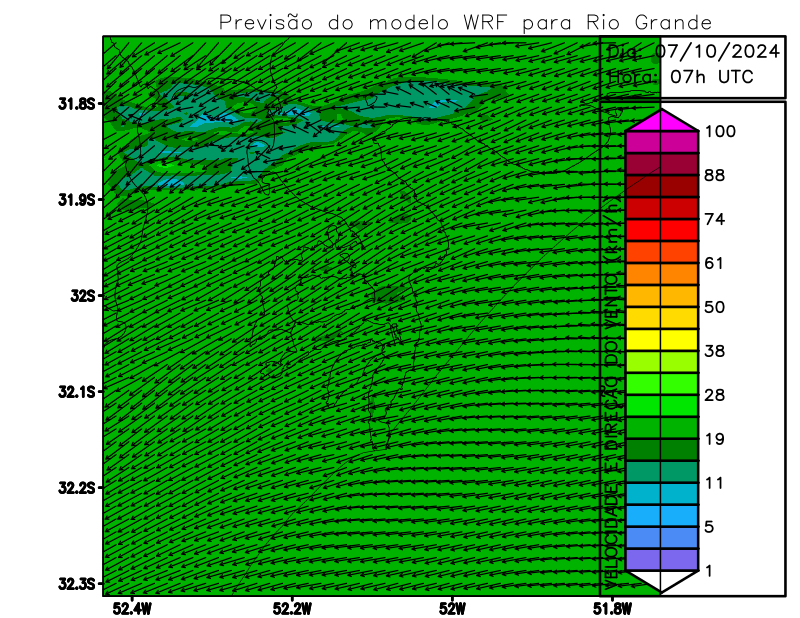 Previsão do modelo WRF para Rio Grande
Dia: 07/10/2024
Hora: 07h UTC
31.8S
31.9S
32S
32.1S
32.2S
32.3S
52.4W
52.2W
52W
51.8W
VELOCIDADE E DIREÇÃO DO VENTO (km/h)
100
88
74
61
50
38
28
19
11
5
1